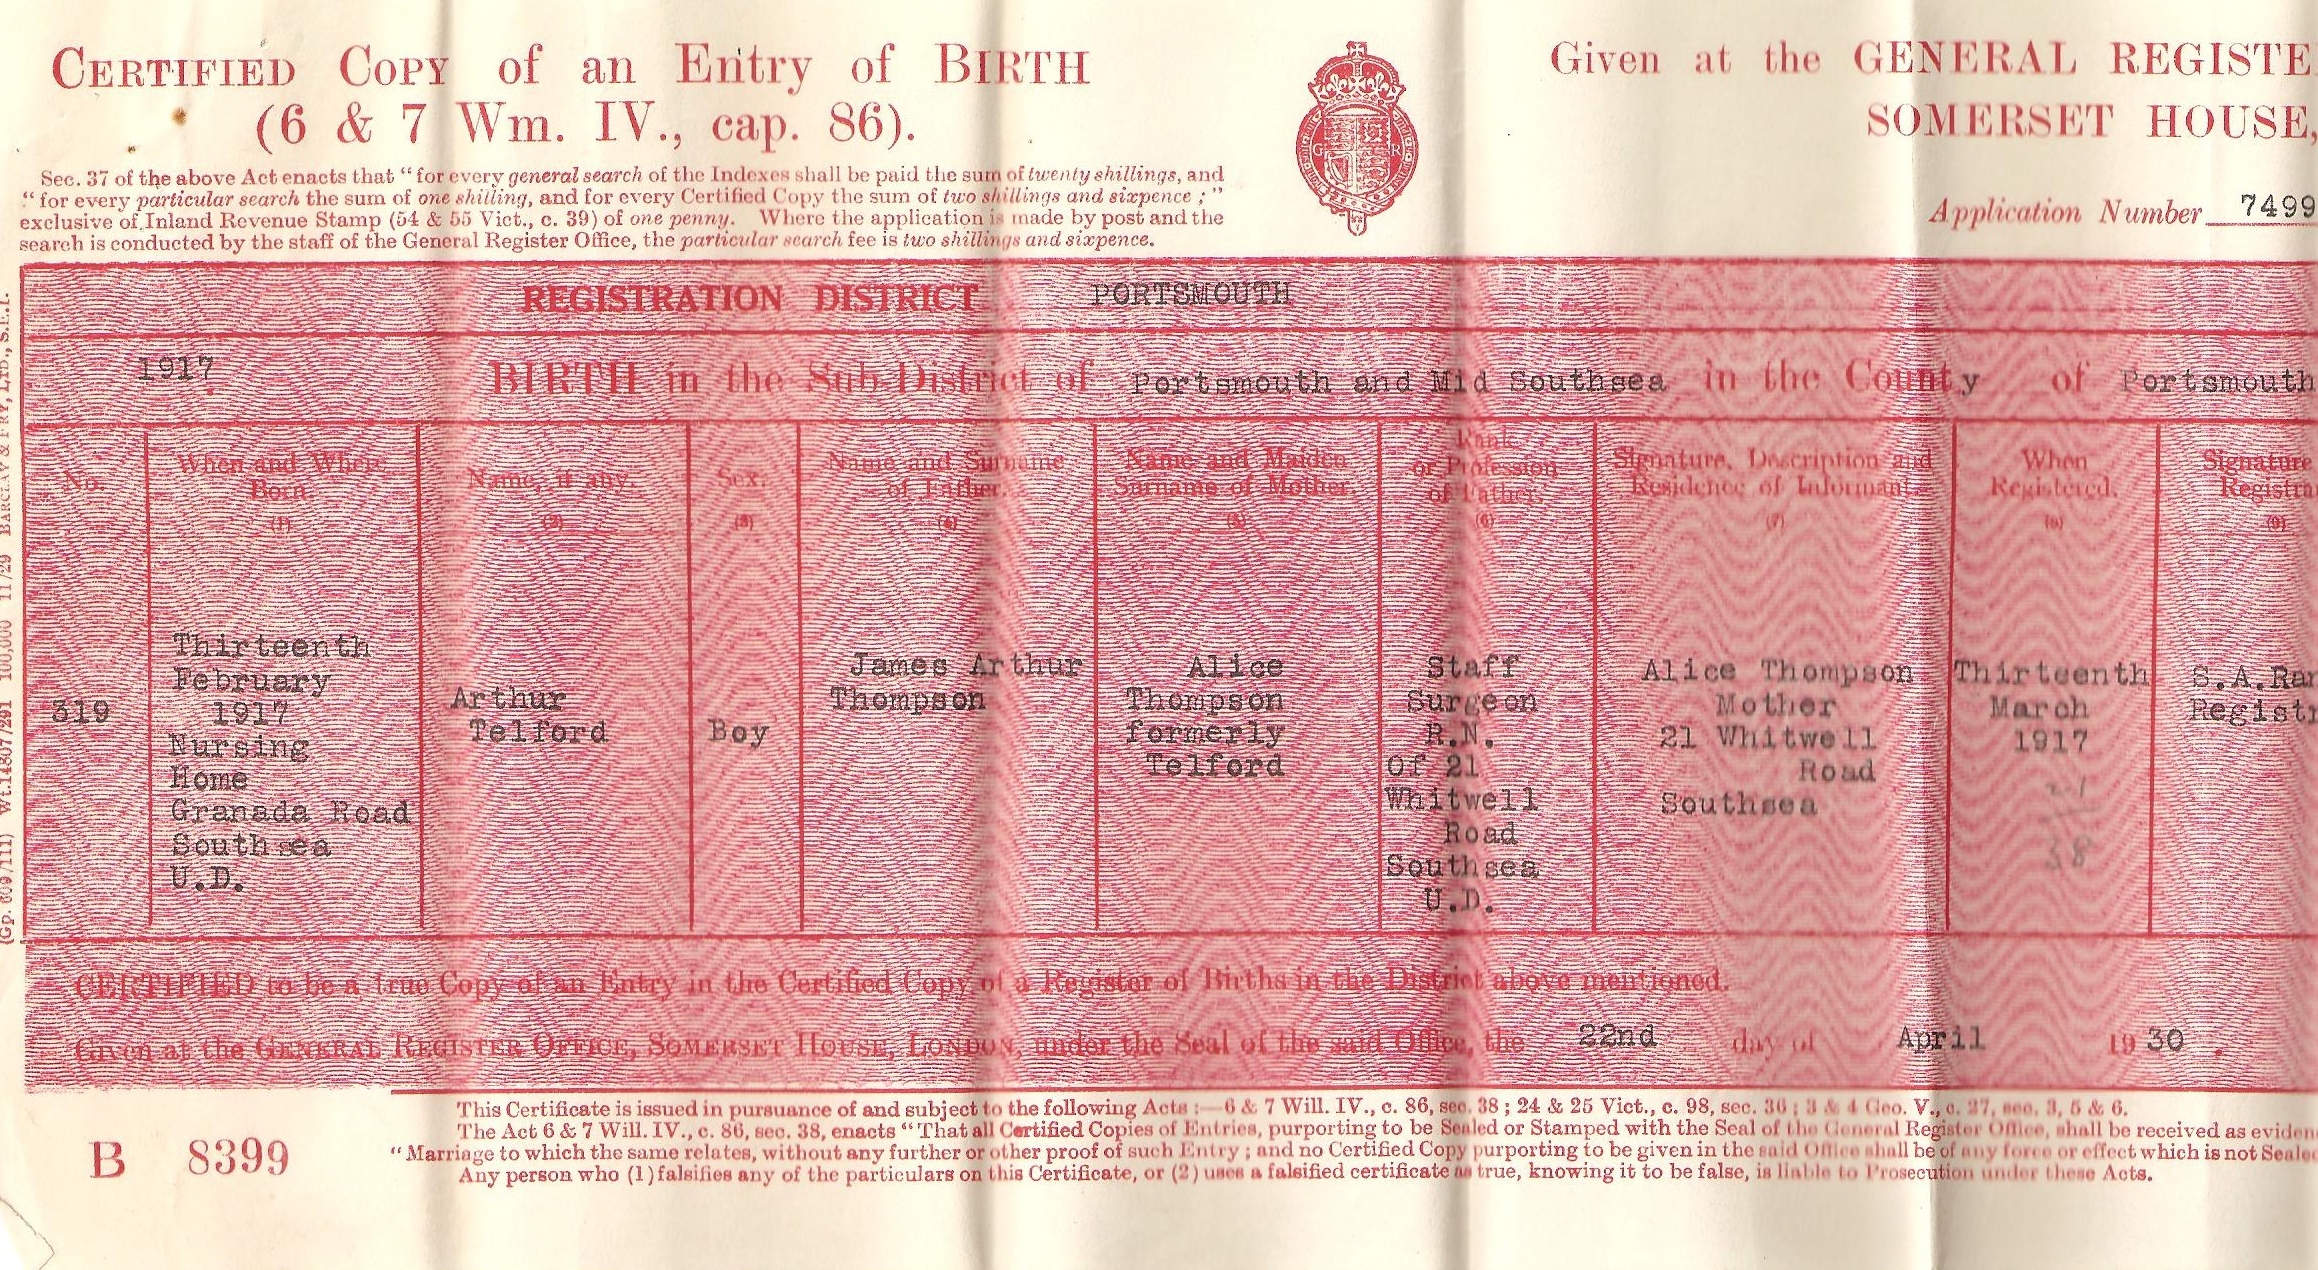 CERTIFIED COPY of an Entry of BIRTH
(6 & 7 Wm. IV., cap. 86).
Given at the GENERAL REGISTE
SOMERSET HOUSE,
G R
Application Number 7499
Sec. 37 of the above Act enacts that "for every general search of the Indexes shall be paid the sum of twenty shillings, and
"for every particular search the sum of one shilling, and for every Certified Copy the sum of two shillings and sixpence;"
exclusive of Inland Revenue Stamp (54 & 55 Vict., c. 39) of one penny. Where the application is made by post and the
search is conducted by the staff of the General Register Office, the particular search fee is two shillings and sixpence.
REGISTRATION DISTRICT PORTSMOUTH
1917 BIRTH in the Sub-District of Portsmouth and Mid Southsea in the County of Portsmouth
No.
When and Where
Born.
(1)
Name, if any.
(2)
Sex.
(3)
Name and Surname
of Father.
(4)
Name and Maiden
Surname of Mother.
(5)
Rank
or Profession
of Father.
(6)
Signature, Description and
Residence of Informant.
(7)
When
Registered.
(8)
Signature
Registra
(9)
319
Thirteenth
February
1917
Nursing
Home
Granada Road
Southsea
U.D.
Arthur
Telford
Boy
James Arthur
Thompson
Alice
Thompson
formerly
Telford
Staff
Surgeon
R.N.
Of 21
Whitwell
Road
Southsea
U.D.
Alice Thompson
Mother
21 Whitwell
Road
Southsea
Thirteenth
March
1917
38
S.A.Ran
Registr
CERTIFIED to be a true Copy of an Entry in the Certified Copy of a Register of Births in the District above mentioned.
Given at the GENERAL REGISTER OFFICE, SOMERSET HOUSE, LONDON, under the Seal of the said Office, the 22nd day of April 1930.
This Certificate is issued in pursuance of and subject to the following Acts :—6 & 7 Will. IV., c. 86, sec. 38; 24 & 25 Vict., c. 98, sec. 36; 3 & 4 Geo. V., c. 27, sec. 3, 5 & 6.
The Act 6 & 7 Will. IV., c. 86, sec. 38, enacts "That all Certified Copies of Entries, purporting to be Sealed or Stamped with the Seal of the General Register Office, shall be received as eviden
"Marriage to which the same relates, without any further or other proof of such Entry; and no Certified Copy purporting to be given in the said Office shall be of any force or effect which is not Sealed
Any person who (1) falsifies any of the particulars on this Certificate, or (2) uses a falsified certificate as true, knowing it to be false, is liable to Prosecution under these Acts.
B 8399
Wt.14807/291 100,000 11/29 BARCLAY & FRY, LTD., S.E.1.